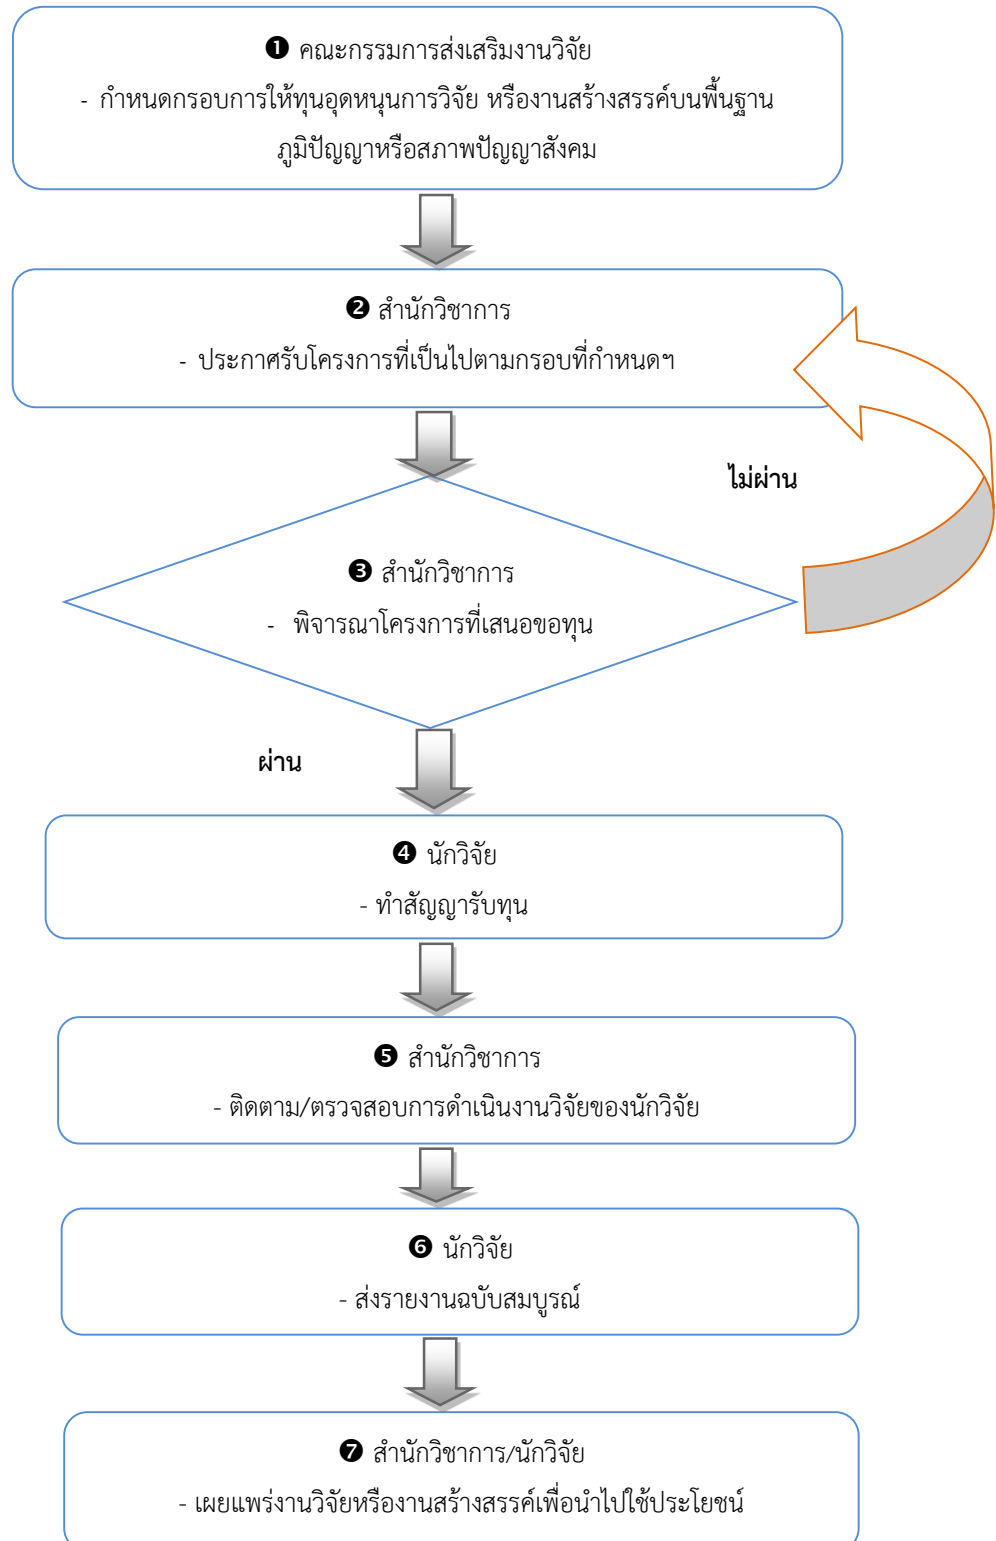 ❶ คณะกรรมการส่งเสริมงานวิจัย
- กำหนดกรอบการให้ทุนอุดหนุนการวิจัย หรืองานสร้างสรรค์บนพื้นฐาน
ภูมิปัญญาหรือสภาพปัญญาสังคม
❷ สำนักวิชาการ
- ประกาศรับโครงการที่เป็นไปตามกรอบที่กำหนดฯ
ไม่ผ่าน
❸ สำนักวิชาการ
- พิจารณาโครงการที่เสนอขอทุน
ผ่าน
❹ นักวิจัย
- ทำสัญญารับทุน
❺ สำนักวิชาการ
- ติดตาม/ตรวจสอบการดำเนินงานวิจัยของนักวิจัย
❻ นักวิจัย
- ส่งรายงานฉบับสมบูรณ์
❼ สำนักวิชาการ/นักวิจัย
- เผยแพร่งานวิจัยหรืองานสร้างสรรค์เพื่อนำไปใช้ประโยชน์